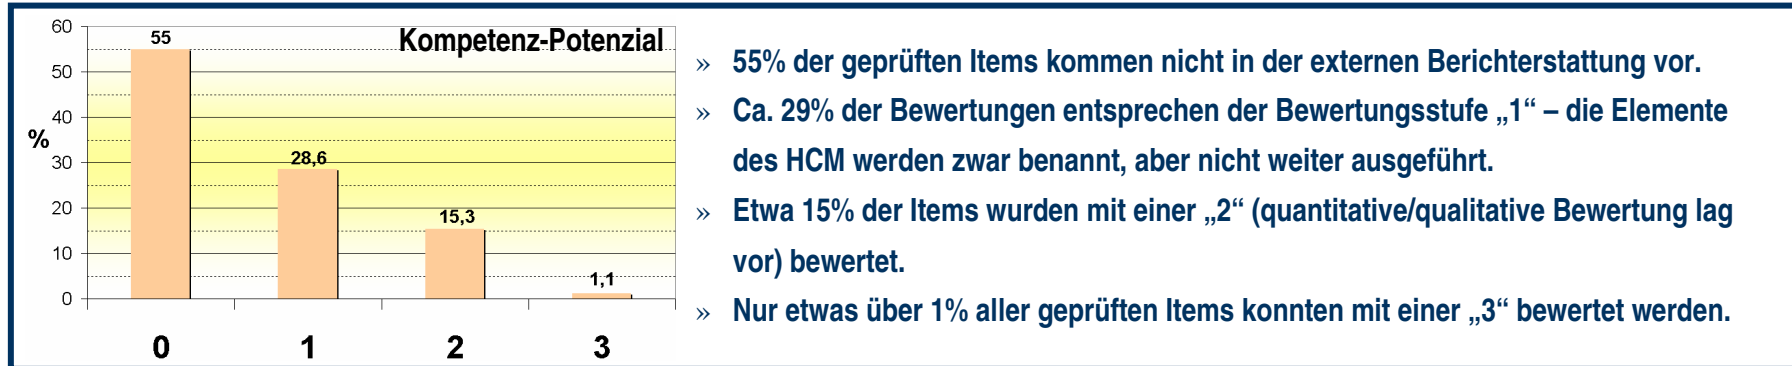 Kompetenz-Potenzial
%
60
50
40
30
20
10
0
55
28,6
15,3
1,1
0 1 2 3
» 55% der geprüften Items kommen nicht in der externen Berichterstattung vor.
» Ca. 29% der Bewertungen entsprechen der Bewertungsstufe „1“ – die Elemente
des HCM werden zwar benannt, aber nicht weiter ausgeführt.
» Etwa 15% der Items wurden mit einer „2“ (quantitative/qualitative Bewertung lag
vor) bewertet.
» Nur etwas über 1% aller geprüften Items konnten mit einer „3“ bewertet werden.